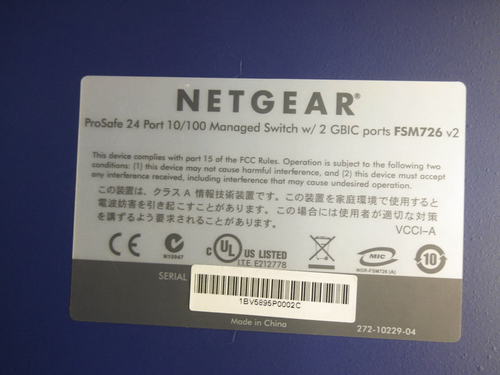 NETGEAR®
ProSafe 24 Port 10/100 Managed Switch w/ 2 GBIC ports FSM726 v2
This device complies with part 15 of the FCC Rules. Operation is subject to the following two
conditions: (1) this device may not cause harmful interference, and (2) this device must accept
any interference received, including interference that may cause undesired operation.
この装置は、クラス A 情報技術装置です。この装置を家庭環境で使用すると
電波妨害を引き起こすことがあります。この場合には使用者が適切な対策
を講ずるよう要求されることがあります。
VCCI-A
CE N10947 c UL US LISTED MIC 10
I.T.E. E212778
NGR-FSM726 (A)
SERIAL
1BV5895P0002C
Made in China
272-10229-04